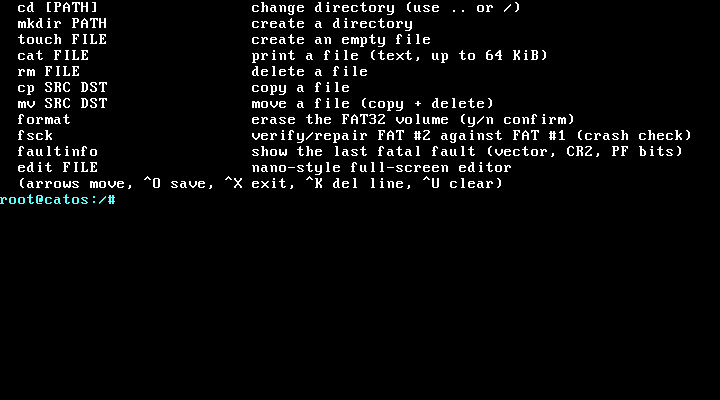 cd [PATH]                 change directory (use .. or /)
mkdir PATH                create a directory
touch FILE                create an empty file
cat FILE                  print a file (text, up to 64 KiB)
rm FILE                   delete a file
cp SRC DST                copy a file
mv SRC DST                move a file (copy + delete)
format                    erase the FAT32 volume (y/n confirm)
fsck                      verify/repair FAT #2 against FAT #1 (crash check)
faultinfo                 show the last fatal fault (vector, CR2, PF bits)
edit FILE                 nano-style full-screen editor
(arrows move, ^O save, ^X exit, ^K del line, ^U clear)
root@catos:/#